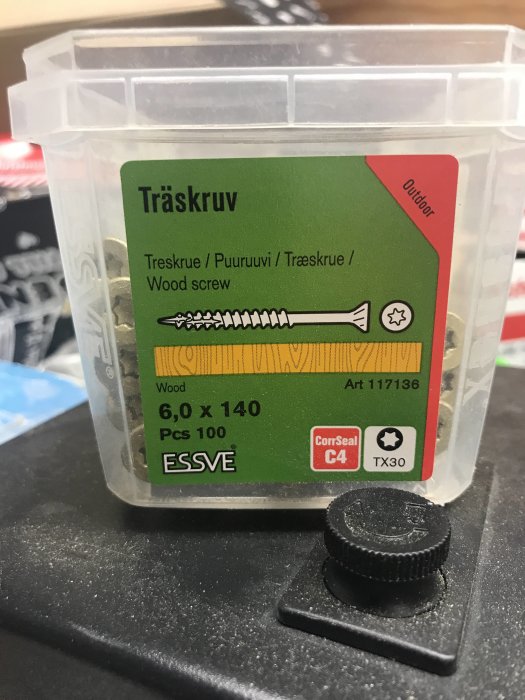 Träskruv
Outdoor
Treskrue / Puuruuvi / Træskrue /
Wood screw
Wood
Art 117136
6,0 x 140
Pcs 100
ESSVE®
CorrSeal
C4
TX30